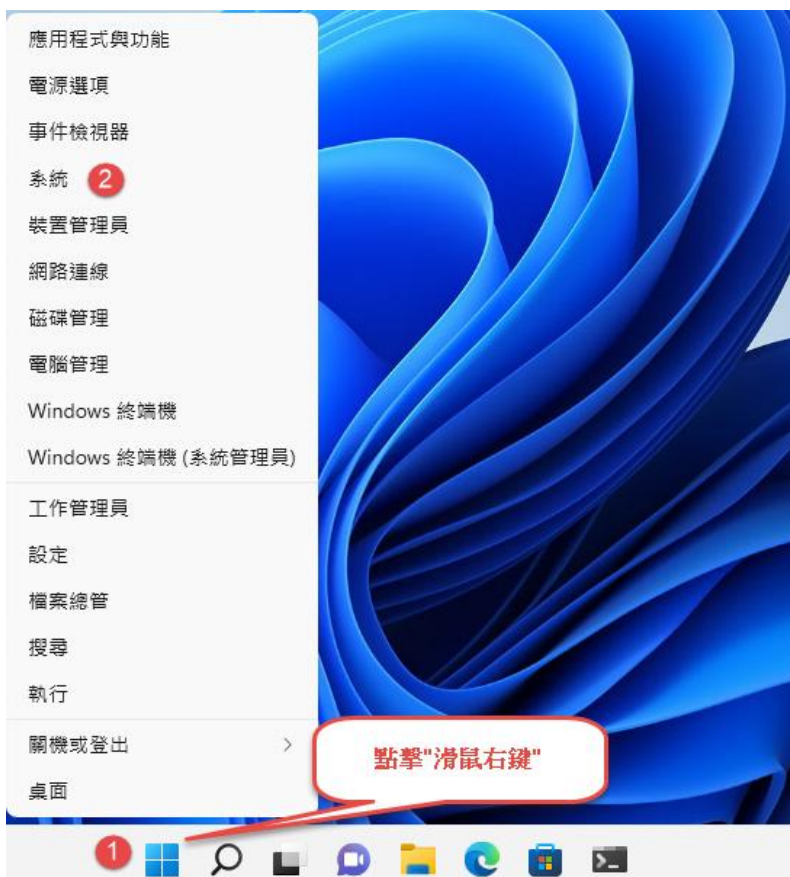 應用程式與功能
電源選項
事件檢視器
系統 2
裝置管理員
網路連線
磁碟管理
電腦管理
Windows 終端機
Windows 終端機 (系統管理員)
工作管理員
設定
檔案總管
搜尋
執行
關機或登出
桌面
點擊"滑鼠右鍵"
1